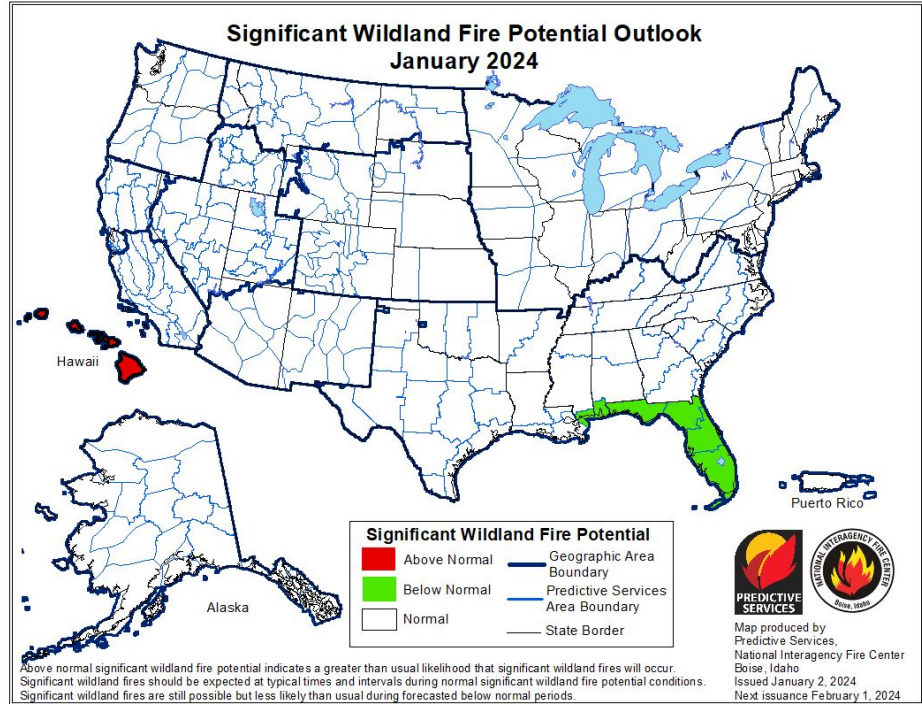 Significant Wildland Fire Potential Outlook
January 2024
Hawaii
Alaska
Puerto Rico
Significant Wildland Fire Potential
Above Normal
Below Normal
Normal
Geographic Area
Boundary
Predictive Services
Area Boundary
State Border
PREDICTIVE
SERVICES
NATIONAL INTERAGENCY FIRE CENTER
Boise, Idaho
Map produced by
Predictive Services,
National Interagency Fire Center
Boise, Idaho
Issued January 2, 2024
Next issuance February 1, 2024
Above normal significant wildland fire potential indicates a greater than usual likelihood that significant wildland fires will occur.
Significant wildland fires should be expected at typical times and intervals during normal significant wildland fire potential conditions.
Significant wildland fires are still possible but less likely than usual during forecasted below normal periods.